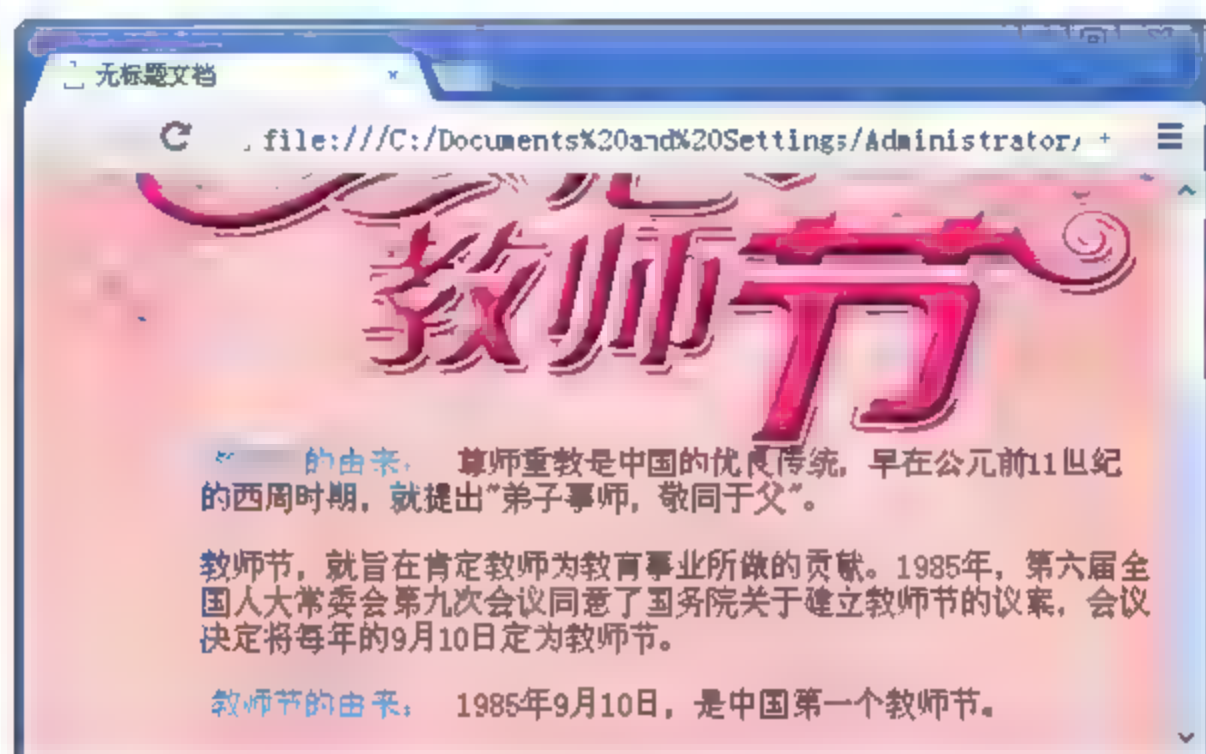 无标题文档
file:///C:/Documents%20and%20Settings/Administrator/
教师节
的由来： 尊师重教是中国的优良传统，早在公元前11世纪
的西周时期，就提出"弟子事师，敬同于父"。
教师节，就旨在肯定教师为教育事业所做的贡献。1985年，第六届全
国人大常委会第九次会议同意了国务院关于建立教师节的议案，会议
决定将每年的9月10日定为教师节。
教师节的由来： 1985年9月10日，是中国第一个教师节。